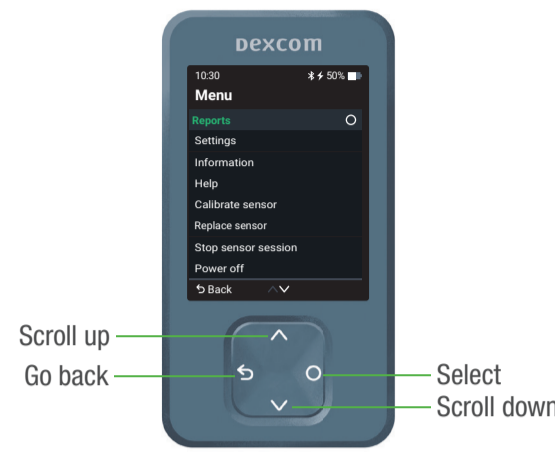 Dexcom
10:30 50%
Menu
Reports
Settings
Information
Help
Calibrate sensor
Replace sensor
Stop sensor session
Power off
Back
Scroll up
Go back
Select
Scroll down